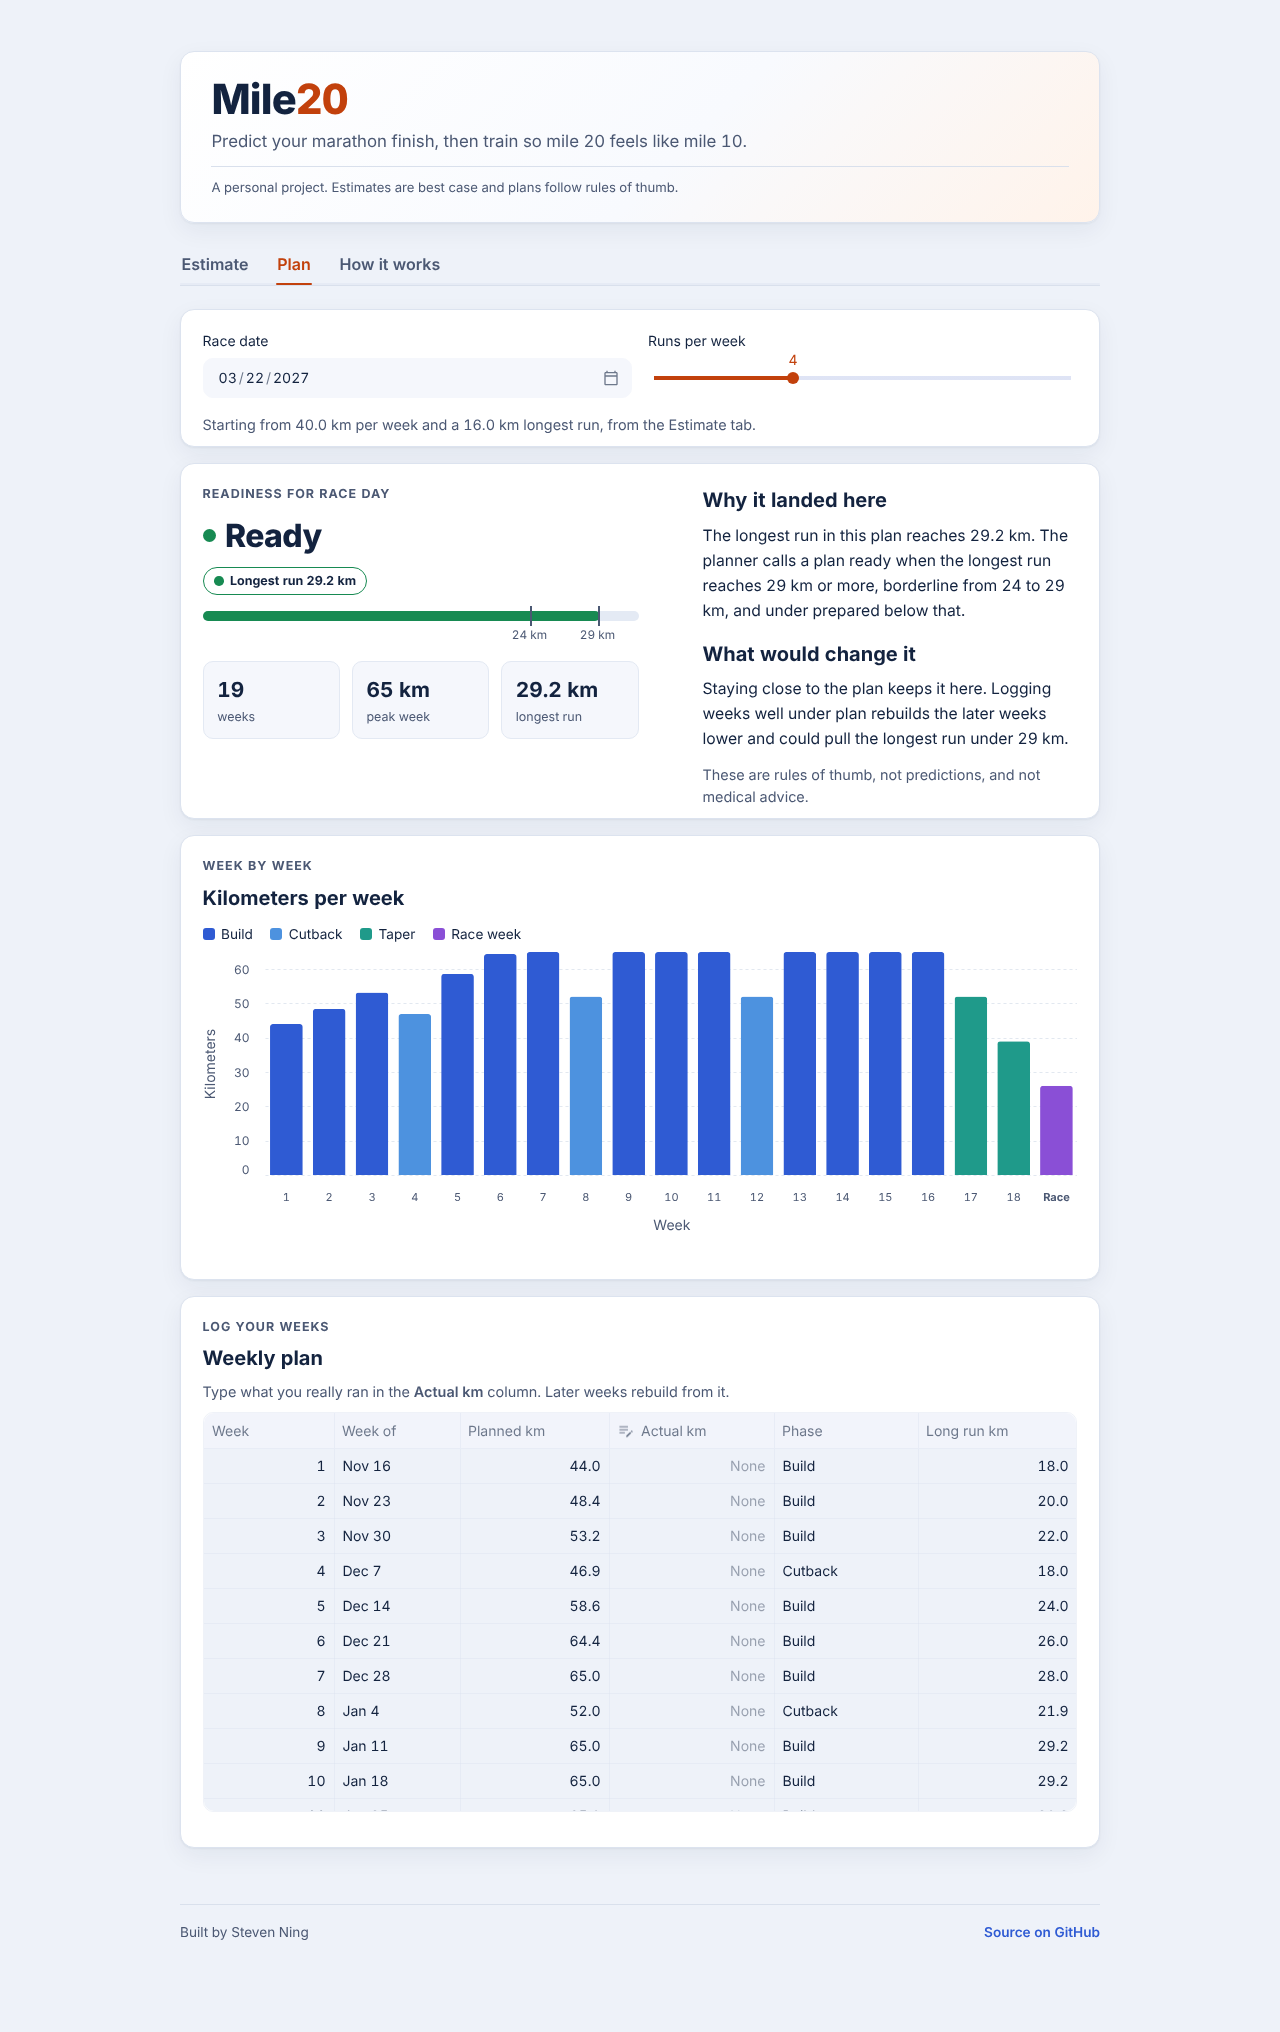 Mile20
Predict your marathon finish, then train so mile 20 feels like mile 10.
A personal project. Estimates are best case and plans follow rules of thumb.
Estimate Plan How it works
Race date
03/22/2027
Runs per week
4
Starting from 40.0 km per week and a 16.0 km longest run, from the Estimate tab.
READINESS FOR RACE DAY
Ready
Longest run 29.2 km
24 km 29 km
19
weeks
65 km
peak week
29.2 km
longest run
Why it landed here
The longest run in this plan reaches 29.2 km. The
planner calls a plan ready when the longest run
reaches 29 km or more, borderline from 24 to 29
km, and under prepared below that.
What would change it
Staying close to the plan keeps it here. Logging
weeks well under plan rebuilds the later weeks
lower and could pull the longest run under 29 km.
These are rules of thumb, not predictions, and not
medical advice.
WEEK BY WEEK
Kilometers per week
Build Cutback Taper Race week
Kilometers
60
50
40
30
20
10
0
1 2 3 4 5 6 7 8 9 10 11 12 13 14 15 16 17 18 Race
Week
LOG YOUR WEEKS
Weekly plan
Type what you really ran in the Actual km column. Later weeks rebuild from it.
Week Week of Planned km Actual km Phase Long run km
1 Nov 16 44.0 None Build 18.0
2 Nov 23 48.4 None Build 20.0
3 Nov 30 53.2 None Build 22.0
4 Dec 7 46.9 None Cutback 18.0
5 Dec 14 58.6 None Build 24.0
6 Dec 21 64.4 None Build 26.0
7 Dec 28 65.0 None Build 28.0
8 Jan 4 52.0 None Cutback 21.9
9 Jan 11 65.0 None Build 29.2
10 Jan 18 65.0 None Build 29.2
Built by Steven Ning
Source on GitHub